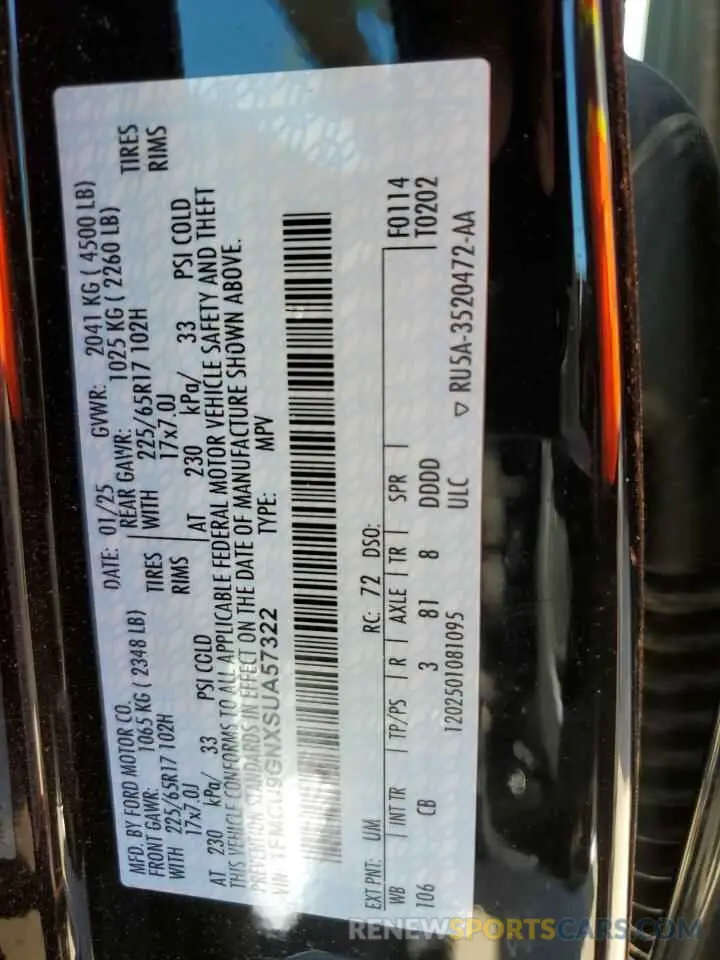 MFD. BY FORD MOTOR CO.
DATE: 01/25 GVWR: 2041 KG ( 4500 LB)
FRONT GAWR: 1065 KG ( 2348 LB) REAR GAWR: 1025 KG ( 2260 LB)
WITH 225/65R17 102H TIRES WITH 225/65R17 102H TIRES
17x7.0J RIMS 17x7.0J RIMS
AT 230 kPa/ 33 PSI COLD AT 230 kPa/ 33 PSI COLD
THIS VEHICLE CONFORMS TO ALL APPLICABLE FEDERAL MOTOR VEHICLE SAFETY AND THEFT
PREVENTION STANDARDS IN EFFECT ON THE DATE OF MANUFACTURE SHOWN ABOVE.
VIN: 1FMCU9GNXSUA57322 TYPE: MPV
EXT PNT: UM RC: 72 DSO: F0114
WB INT TR TP/PS R AXLE TR SPR T0202
106 CB 3 81 8 DDDD
1202501081095 ULC
▽ RU5A-3520472-AA
RENEWSPORTSCARS.COM